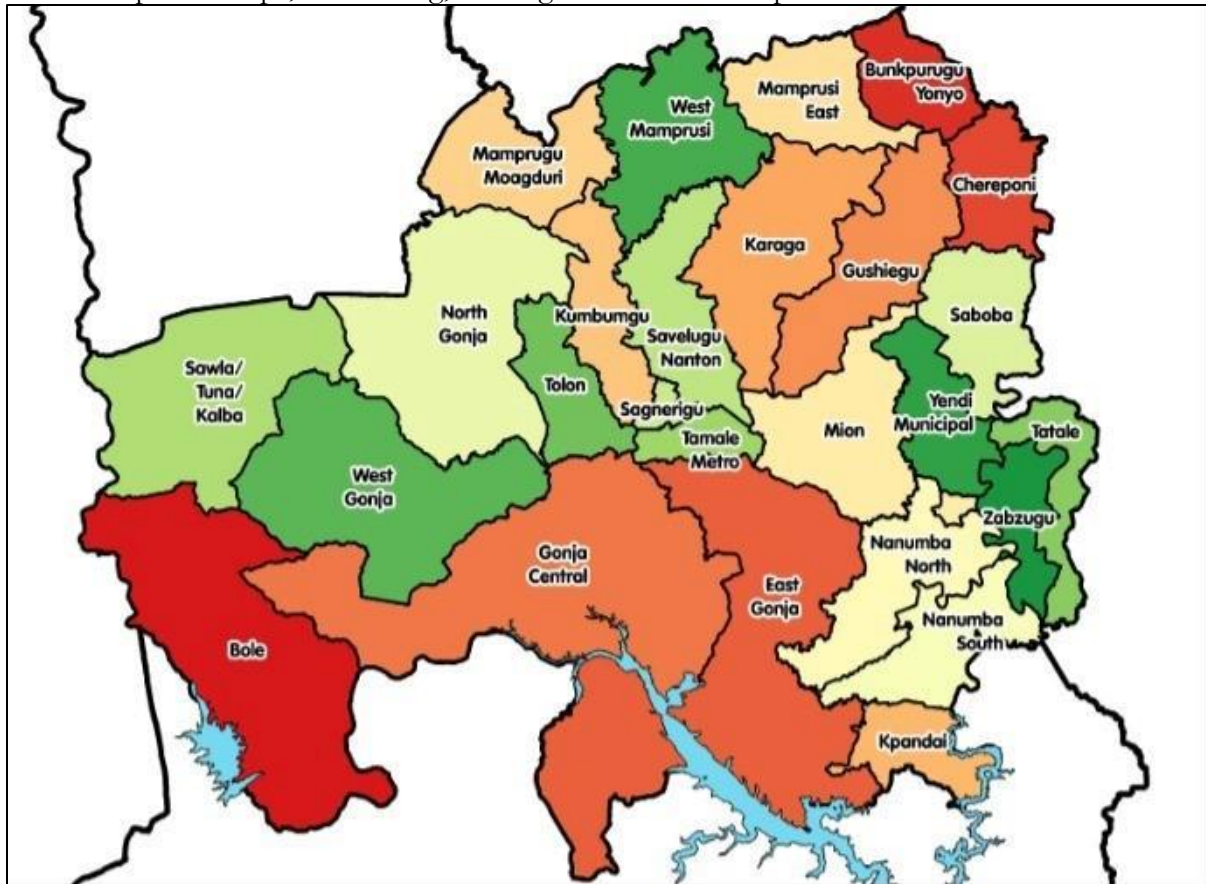 Bunkpurugu
Yonyo
Mamprusi
East
West
Mamprusi
Mamprugu
Moagduri
Chereponi
Karaga
Gushiegu
North
Gonja
Kumbumgu
Savelugu
Nanton
Saboba
Sawla/
Tuna/
Kalba
Tolon
Sagnerigu
Yendi
Municipal
Tatale
Mion
Tamale
Metro
West
Gonja
Zabzugu
Gonja
Central
Nanumba
North
East
Gonja
Nanumba
South
Bole
Kpandai